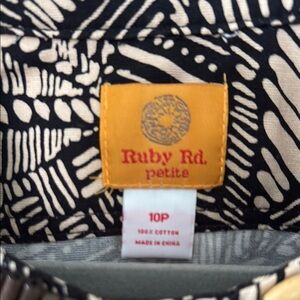 Ruby Rd.
petite
10P
100% COTTON
MADE IN CHINA